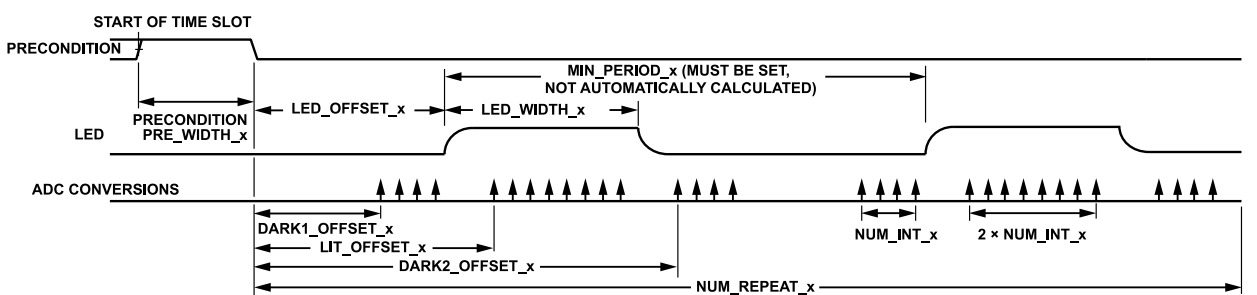 START OF TIME SLOT
PRECONDITION
MIN_PERIOD_x (MUST BE SET,
NOT AUTOMATICALLY CALCULATED)
LED_OFFSET_x
LED_WIDTH_x
PRECONDITION
PRE_WIDTH_x
LED
ADC CONVERSIONS
DARK1_OFFSET_x
LIT_OFFSET_x
DARK2_OFFSET_x
NUM_INT_x
2 × NUM_INT_x
NUM_REPEAT_x